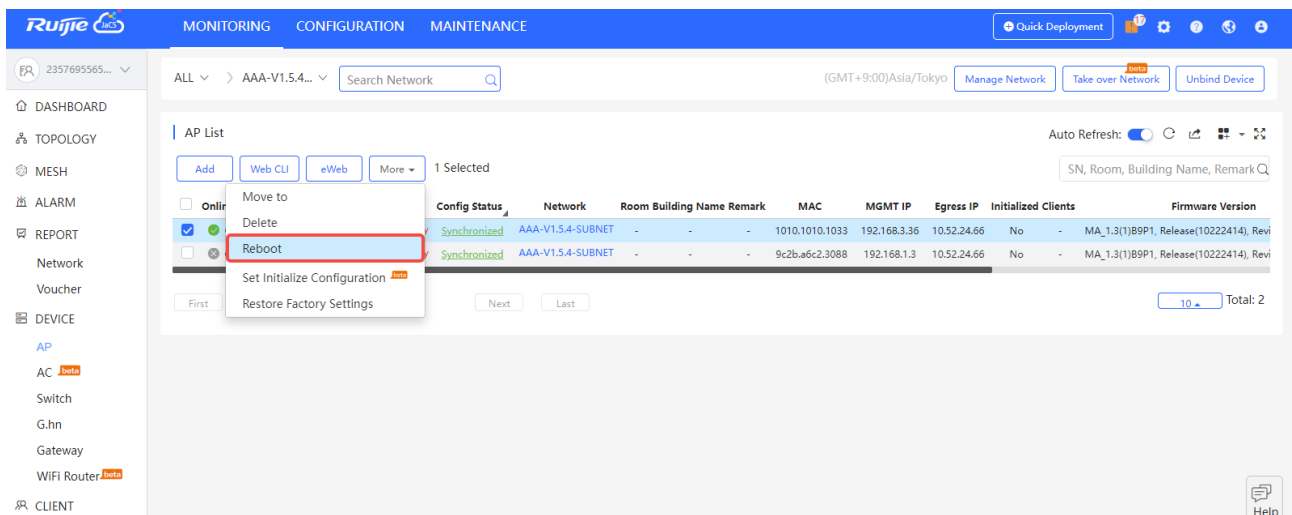 Ruijie JaCS MONITORING CONFIGURATION MAINTENANCE Quick Deployment 17
2357695565... ALL AAA-V1.5.4... Search Network (GMT+9:00)Asia/Tokyo Manage Network Take over Network beta Unbind Device
DASHBOARD
TOPOLOGY
MESH
ALARM
REPORT
Network
Voucher
DEVICE
AP
AC beta
Switch
G.hn
Gateway
WiFi Router beta
CLIENT
AP List Auto Refresh:
Add Web CLI eWeb More 1 Selected SN, Room, Building Name, Remark
Move to
Delete
Reboot
Set Initialize Configuration beta
Restore Factory Settings
Onlin Config Status Network Room Building Name Remark MAC MGMT IP Egress IP Initialized Clients Firmware Version
Synchronized AAA-V1.5.4-SUBNET - - - 1010.1010.1033 192.168.3.36 10.52.24.66 No - MA_1.3(1)B9P1, Release(10222414), Revi
Synchronized AAA-V1.5.4-SUBNET - - - 9c2b.a6c2.3088 192.168.1.3 10.52.24.66 No - MA_1.3(1)B9P1, Release(10222414), Revi
First Next Last 10 Total: 2
Help